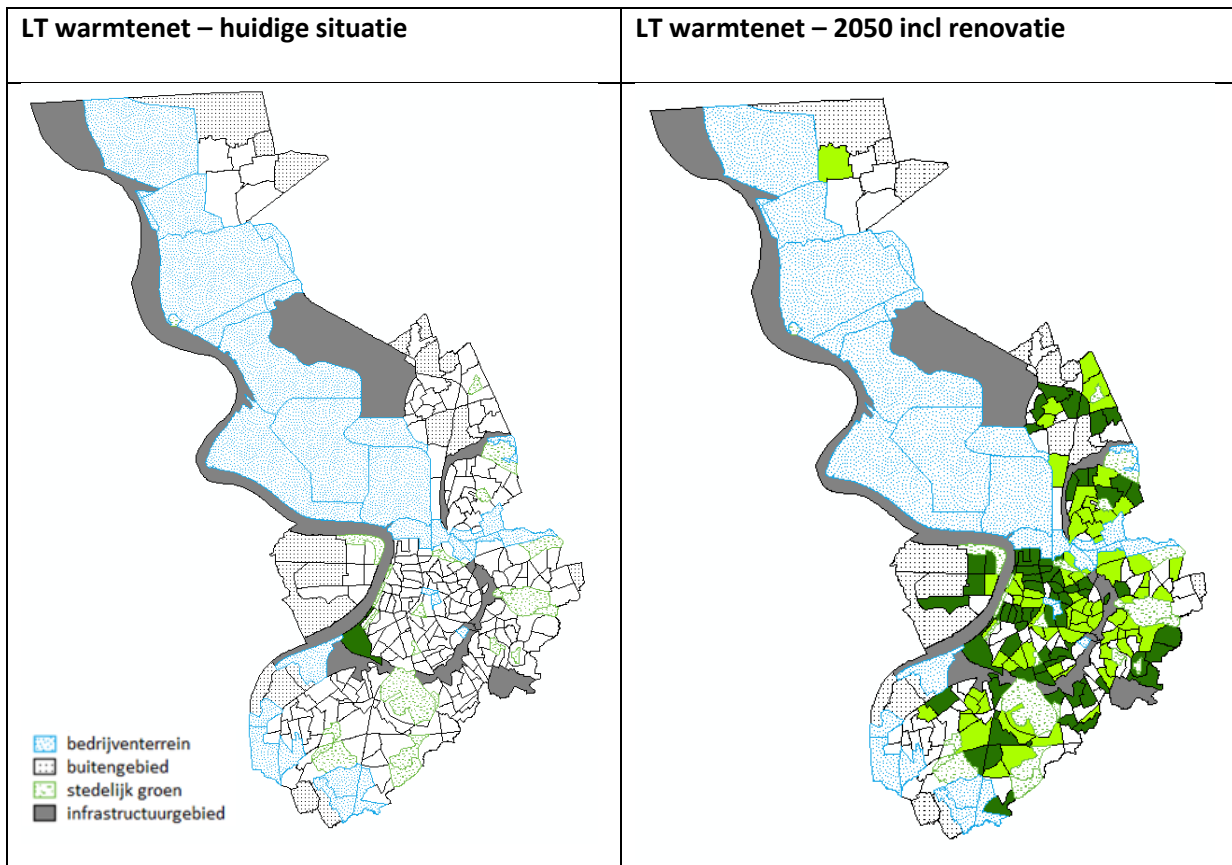 LT warmtenet – huidige situatie
LT warmtenet – 2050 incl renovatie
bedrijventerrein
buitengebied
stedelijk groen
infrastructuurgebied